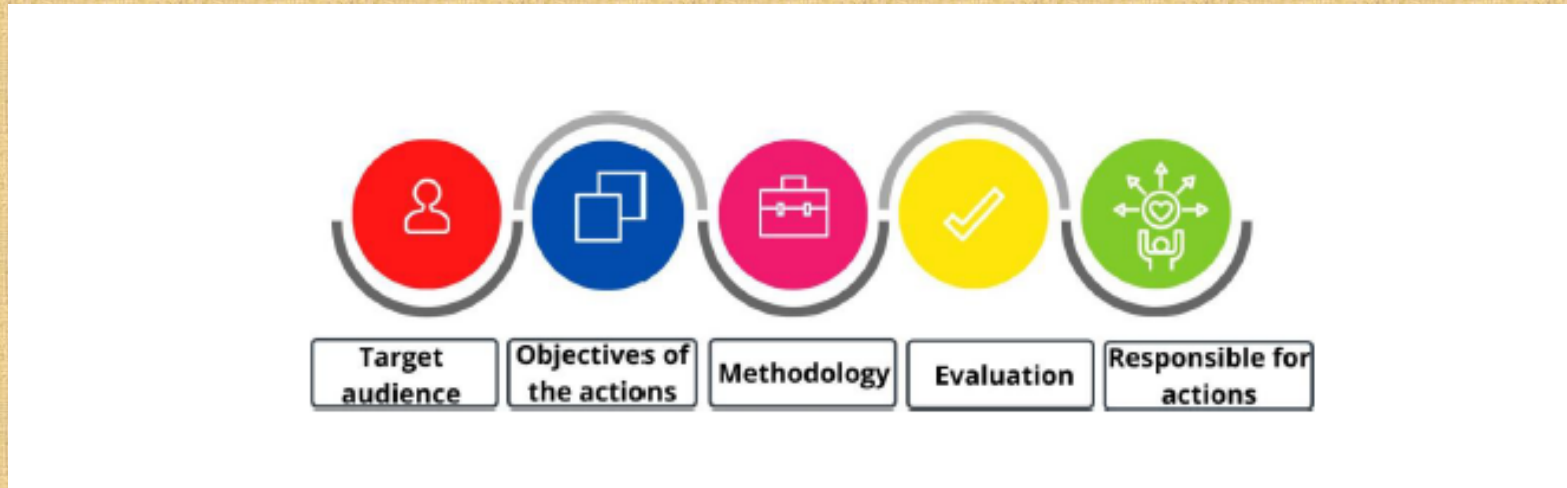 Target
audience
Objectives of
the actions
Methodology
Evaluation
Responsible for
actions